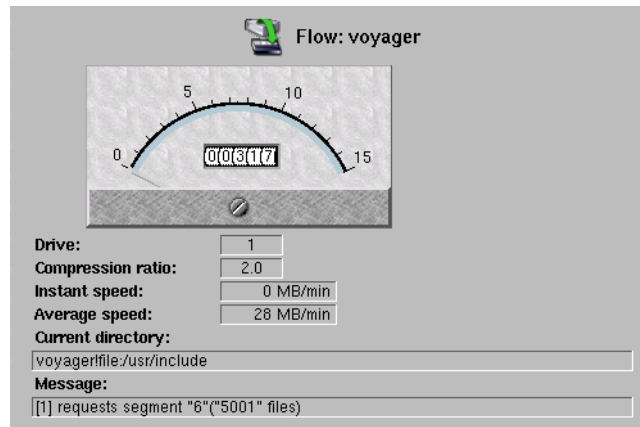 Flow: voyager
5
10
0
15
00317
Drive:
1
Compression ratio:
2.0
Instant speed:
0 MB/min
Average speed:
28 MB/min
Current directory:
voyager!file:/usr/include
Message:
[1] requests segment "6"("5001" files)